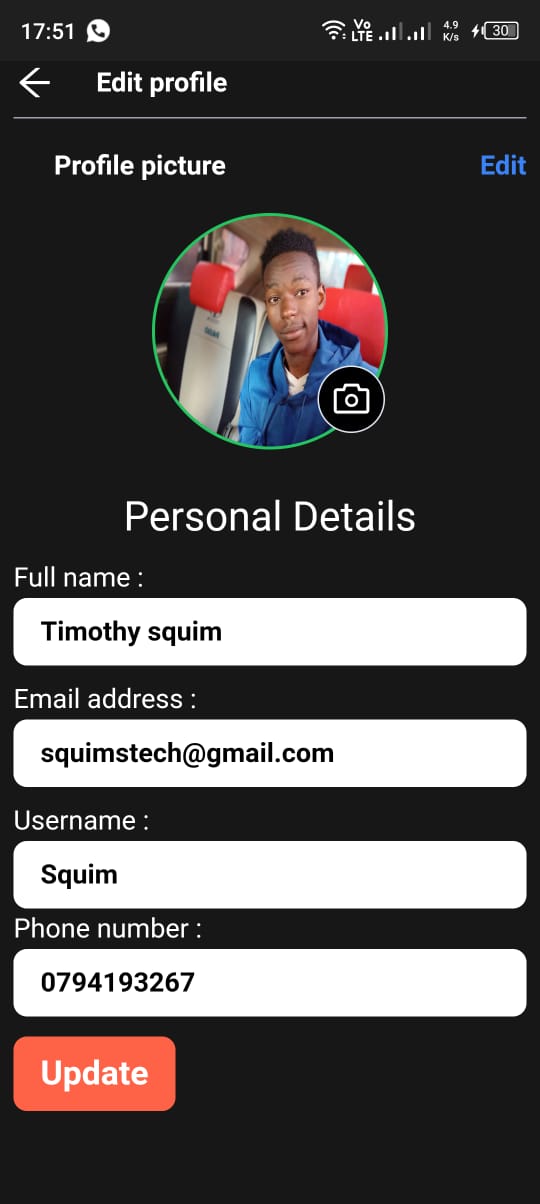 17:51 Vo LTE 4.9 K/s 30
Edit profile
Profile picture
Edit
Personal Details
Full name :
Timothy squim
Email address :
squimstech@gmail.com
Username :
Squim
Phone number :
0794193267
Update